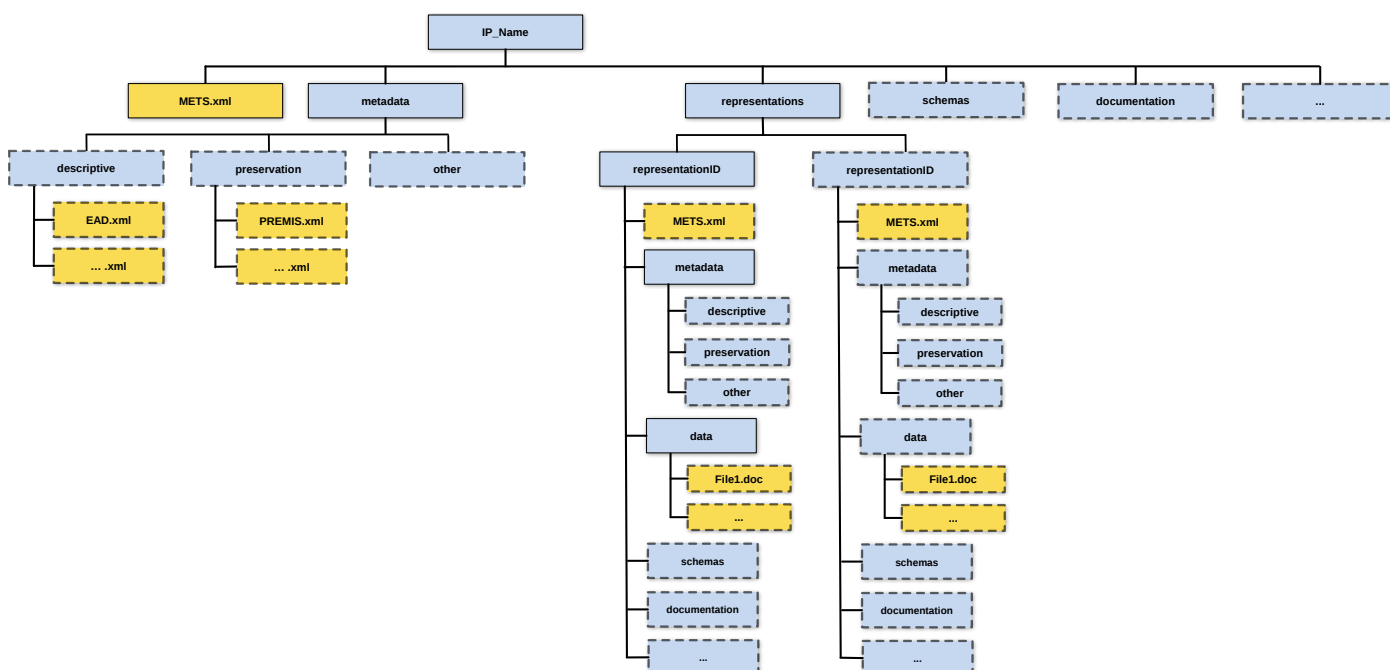 IP_Name
METS.xml
metadata
representations
schemas
documentation
...
descriptive
preservation
other
EAD.xml
... .xml
PREMIS.xml
... .xml
representationID
METS.xml
metadata
descriptive
preservation
other
data
File1.doc
...
schemas
documentation
...
representationID
METS.xml
metadata
descriptive
preservation
other
data
File1.doc
...
schemas
documentation
...